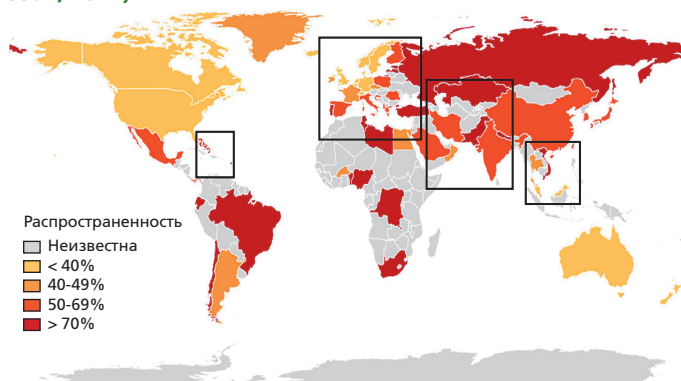 Распространенность
Неизвестна
< 40%
40-49%
50-69%
> 70%